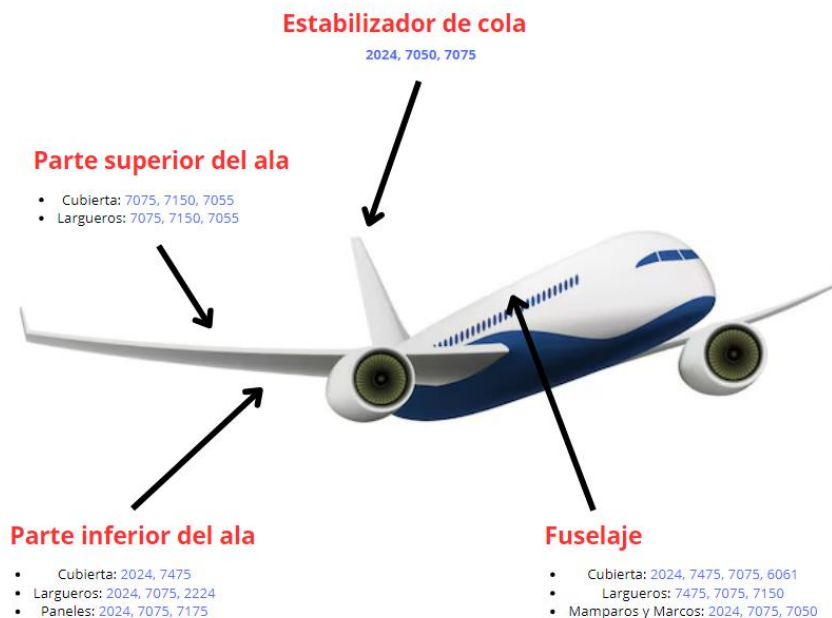 Estabilizador de cola
2024, 7050, 7075
Parte superior del ala
• Cubierta: 7075, 7150, 7055
• Largueros: 7075, 7150, 7055
Parte inferior del ala
• Cubierta: 2024, 7475
• Largueros: 2024, 7075, 2224
• Paneles: 2024, 7075, 7175
Fuselaje
• Cubierta: 2024, 7475, 7075, 6061
• Largueros: 7475, 7075, 7150
• Mamparos y Marcos: 2024, 7075, 7050